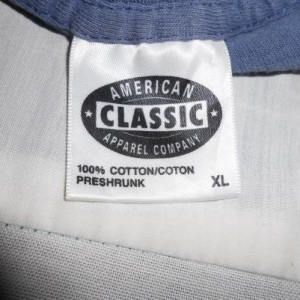 AMERICAN
CLASSIC
APPAREL COMPANY
100% COTTON/COTON
PRESHRUNK XL